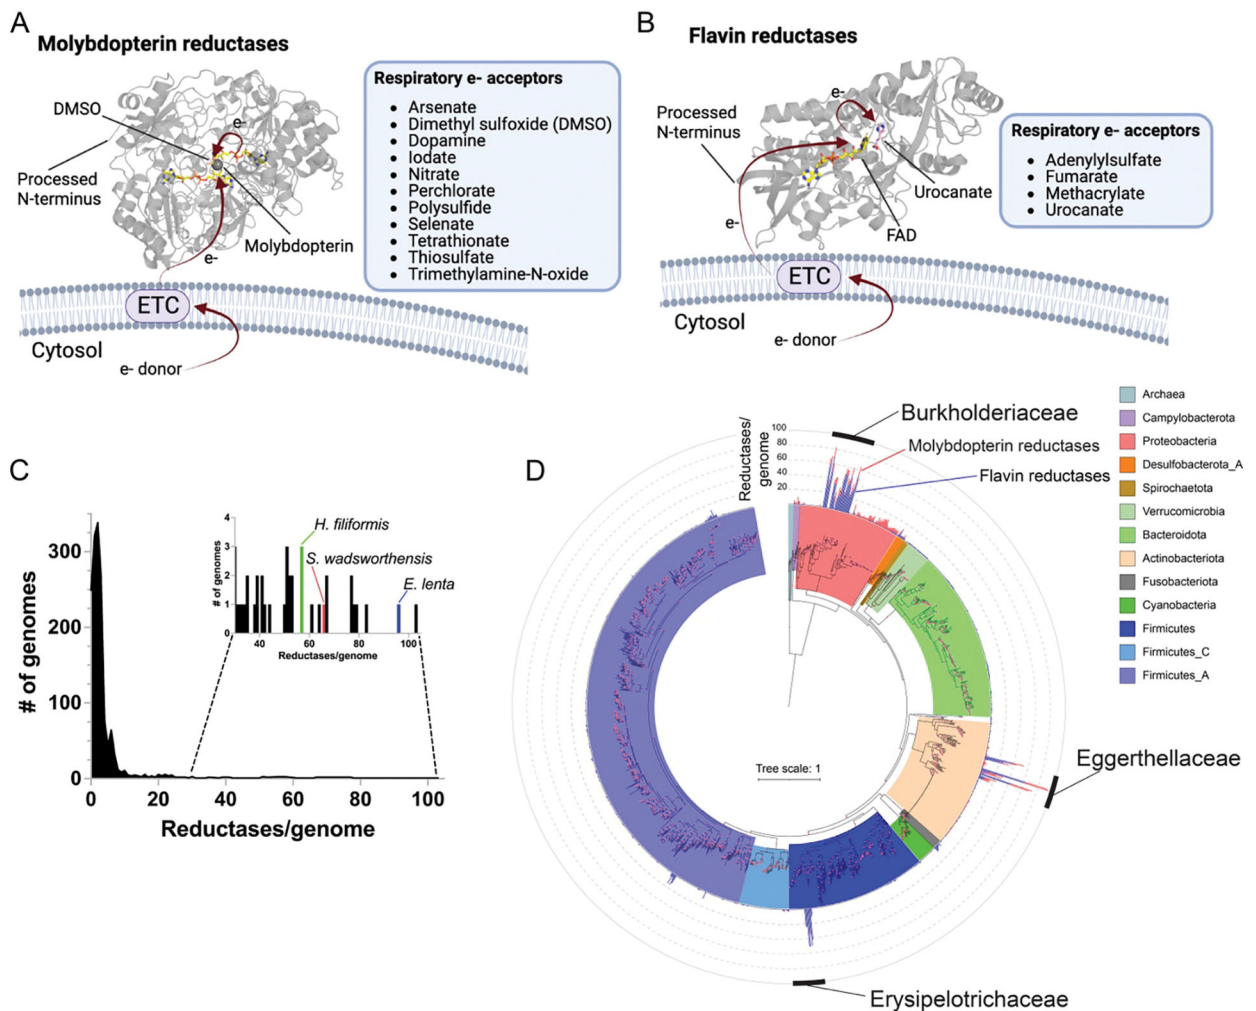 A
Molybdopterin reductases
DMSO
e-
Processed
N-terminus
Molybdopterin
e-
ETC
Cytosol
e- donor
Respiratory e- acceptors
• Arsenate
• Dimethyl sulfoxide (DMSO)
• Dopamine
• Iodate
• Nitrate
• Perchlorate
• Polysulfide
• Selenate
• Tetrathionate
• Thiosulfate
• Trimethylamine-N-oxide
B
Flavin reductases
e-
Processed
N-terminus
Urocanate
FAD
e-
ETC
Cytosol
e- donor
Respiratory e- acceptors
• Adenylylsulfate
• Fumarate
• Methacrylate
• Urocanate
C
# of genomes
300
200
100
0
0 20 40 60 80 100
Reductases/genome
# of genomes
4
3
2
1
0
40 60 80 100
Reductases/genome
H. filiformis
S. wadsworthensis
E. lenta
D
Reductases/
genome
100
80
60
40
20
Burkholderiaceae
Molybdopterin reductases
Flavin reductases
Eggerthellaceae
Erysipelotrichaceae
Tree scale: 1
Archaea
Campylobacterota
Proteobacteria
Desulfobacterota_A
Spirochaetota
Verrucomicrobia
Bacteroidota
Actinobacteriota
Fusobacteriota
Cyanobacteria
Firmicutes
Firmicutes_C
Firmicutes_A